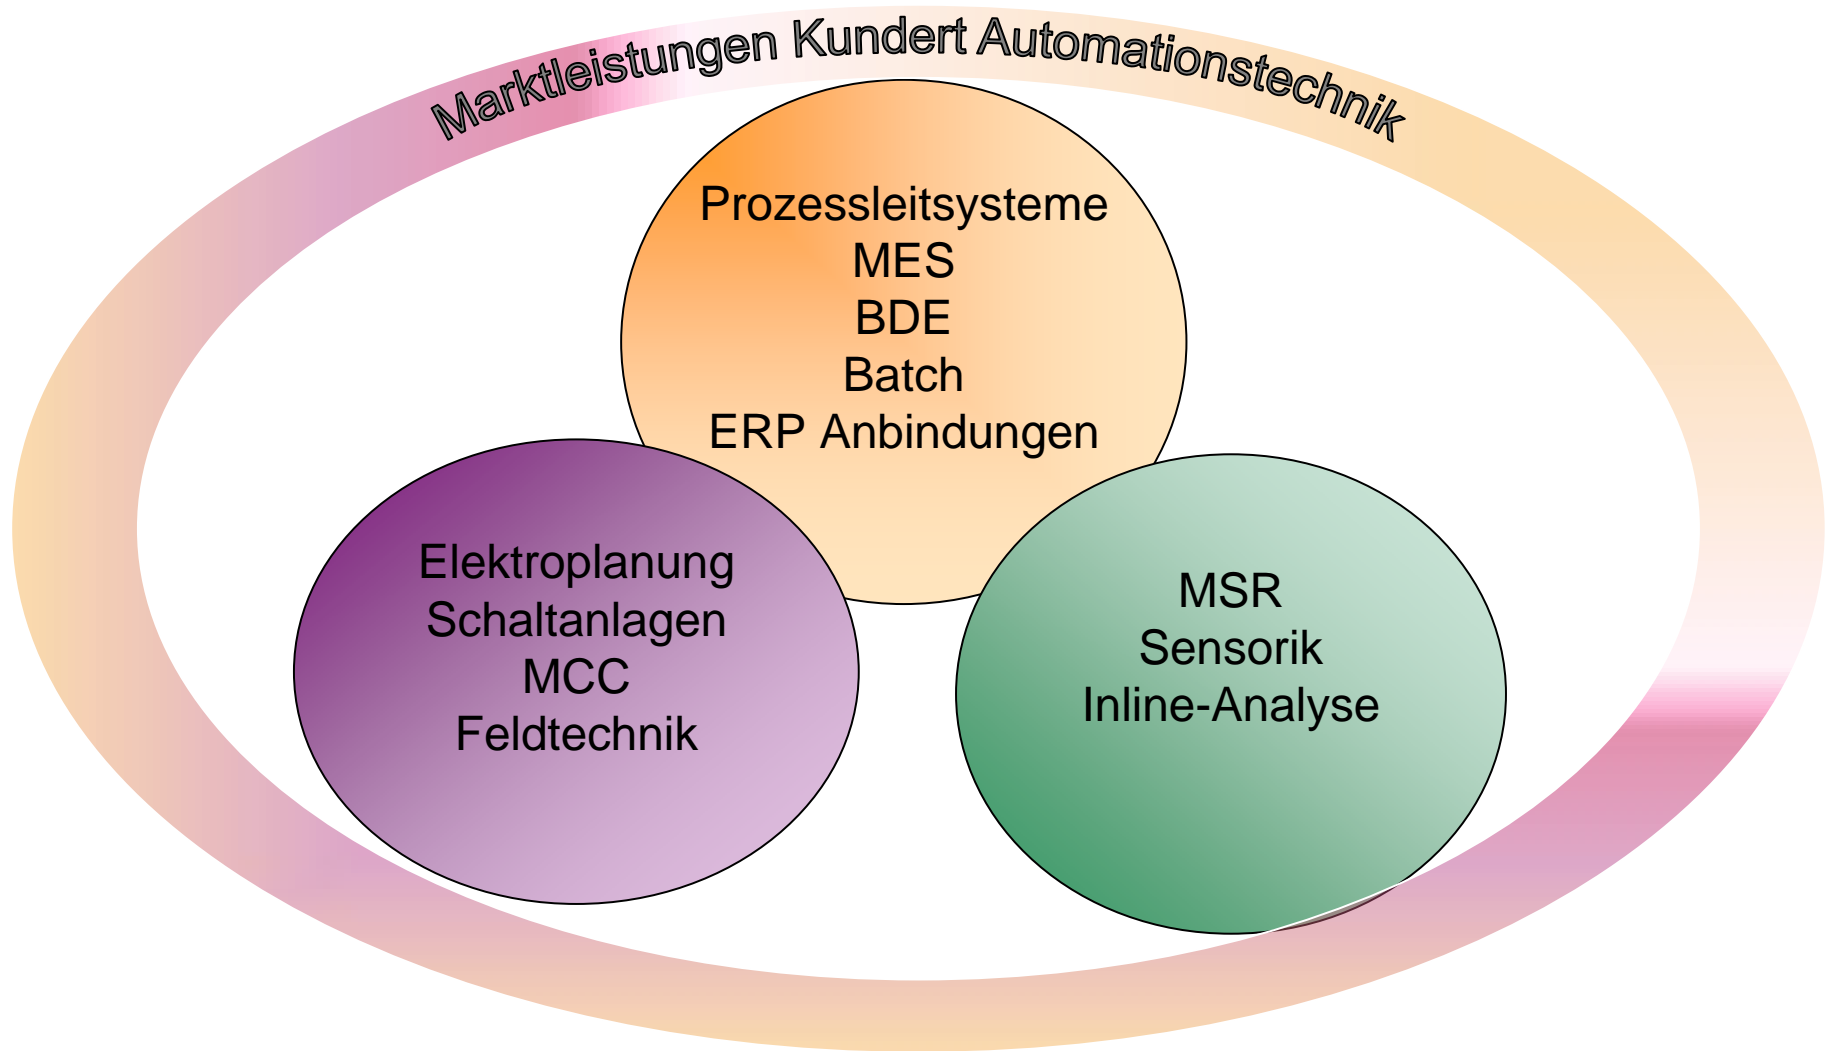 Marktleistungen Kundert Automationstechnik
Prozessleitsysteme
MES
BDE
Batch
ERP Anbindungen
Elektroplanung
Schaltanlagen
MCC
Feldtechnik
MSR
Sensorik
Inline-Analyse